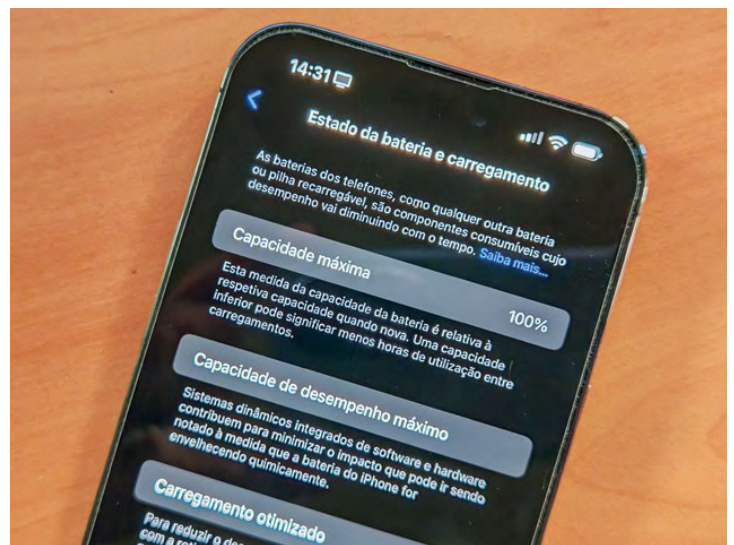 14:31
Estado da bateria e carregamento
As baterias dos telefones, como qualquer outra bateria
ou pilha recarregável, são componentes consumíveis cujo
desempenho vai diminuindo com o tempo. Saiba mais...
Capacidade máxima 100%
Esta medida da capacidade da bateria é relativa à
respetiva capacidade quando nova. Uma capacidade
inferior pode significar menos horas de utilização entre
carregamentos.
Capacidade de desempenho máximo
Sistemas dinâmicos integrados de software e hardware
contribuem para minimizar o impacto que pode ir sendo
notado à medida que a bateria do iPhone for
envelhecendo quimicamente.
Carregamento otimizado
Para reduzir o
com a